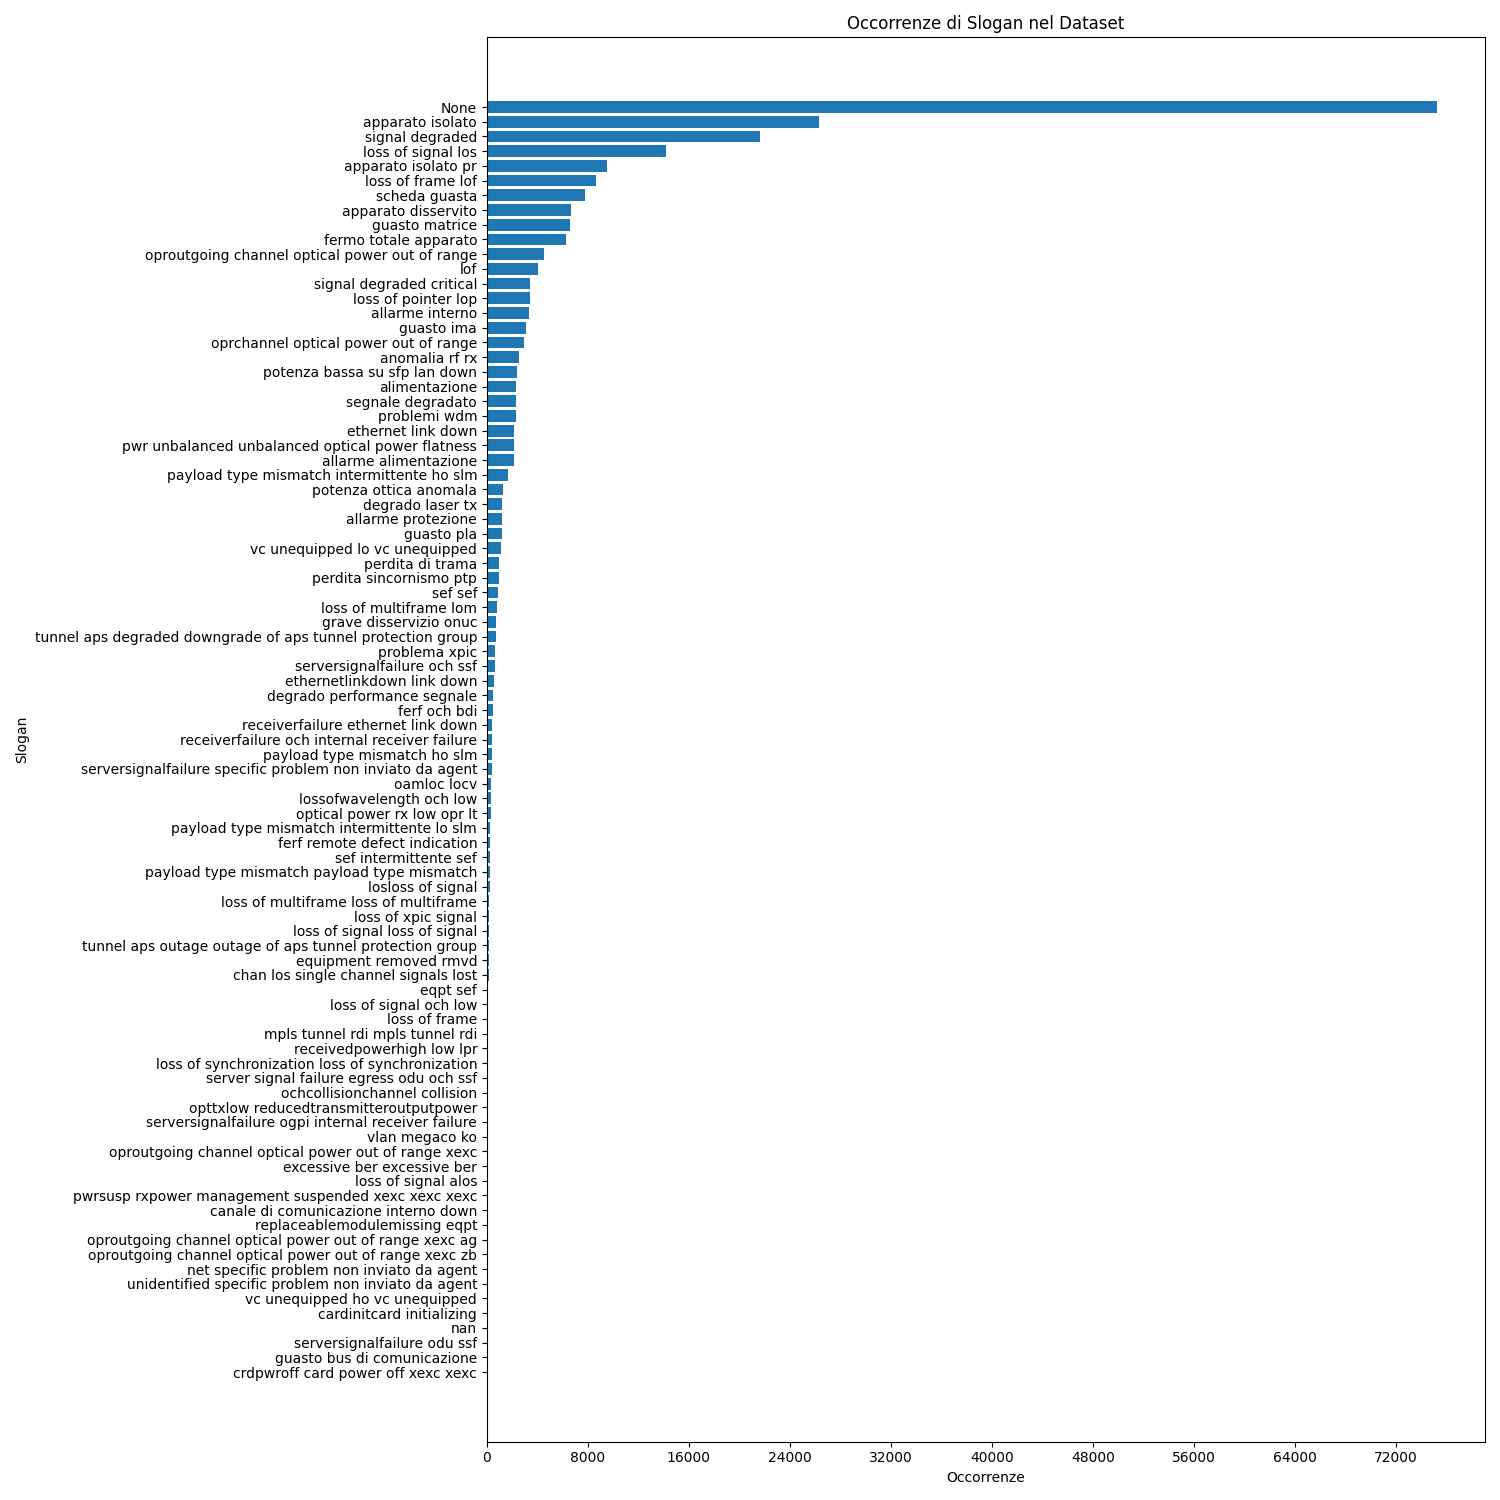 Occorrenze di Slogan nel Dataset
None
apparato isolato
signal degraded
loss of signal los
apparato isolato pr
loss of frame lof
scheda guasta
apparato disservito
guasto matrice
fermo totale apparato
oproutgoing channel optical power out of range
lof
signal degraded critical
loss of pointer lop
allarme interno
guasto ima
oprchannel optical power out of range
anomalia rf rx
potenza bassa su sfp lan down
alimentazione
segnale degradato
problemi wdm
ethernet link down
pwr unbalanced unbalanced optical power flatness
allarme alimentazione
payload type mismatch intermittente ho slm
potenza ottica anomala
degrado laser tx
allarme protezione
guasto pla
vc unequipped lo vc unequipped
perdita di trama
perdita sincornismo ptp
sef sef
loss of multiframe lom
grave disservizio onuc
tunnel aps degraded downgrade of aps tunnel protection group
problema xpic
serversignalfailure och ssf
ethernetlinkdown link down
degrado performance segnale
ferf och bdi
receiverfailure ethernet link down
receiverfailure och internal receiver failure
payload type mismatch ho slm
serversignalfailure specific problem non inviato da agent
oamloc locv
lossofwavelength och low
optical power rx low opr lt
payload type mismatch intermittente lo slm
ferf remote defect indication
sef intermittente sef
payload type mismatch payload type mismatch
losloss of signal
loss of multiframe loss of multiframe
loss of xpic signal
loss of signal loss of signal
tunnel aps outage outage of aps tunnel protection group
equipment removed rmvd
chan los single channel signals lost
eqpt sef
loss of signal och low
loss of frame
mpls tunnel rdi mpls tunnel rdi
receivedpowerhigh low lpr
loss of synchronization loss of synchronization
server signal failure egress odu och ssf
ochcollisionchannel collision
opttxlow reducedtransmitteroutputpower
serversignalfailure ogpi internal receiver failure
vlan megaco ko
oproutgoing channel optical power out of range xexc
excessive ber excessive ber
loss of signal alos
pwrsusp rxpower management suspended xexc xexc xexc
canale di comunicazione interno down
replaceablemodulemissing eqpt
oproutgoing channel optical power out of range xexc ag
oproutgoing channel optical power out of range xexc zb
net specific problem non inviato da agent
unidentified specific problem non inviato da agent
vc unequipped ho vc unequipped
cardinitcard initializing
nan
serversignalfailure odu ssf
guasto bus di comunicazione
crdpwroff card power off xexc xexc
Slogan
0 8000 16000 24000 32000 40000 48000 56000 64000 72000
Occorrenze